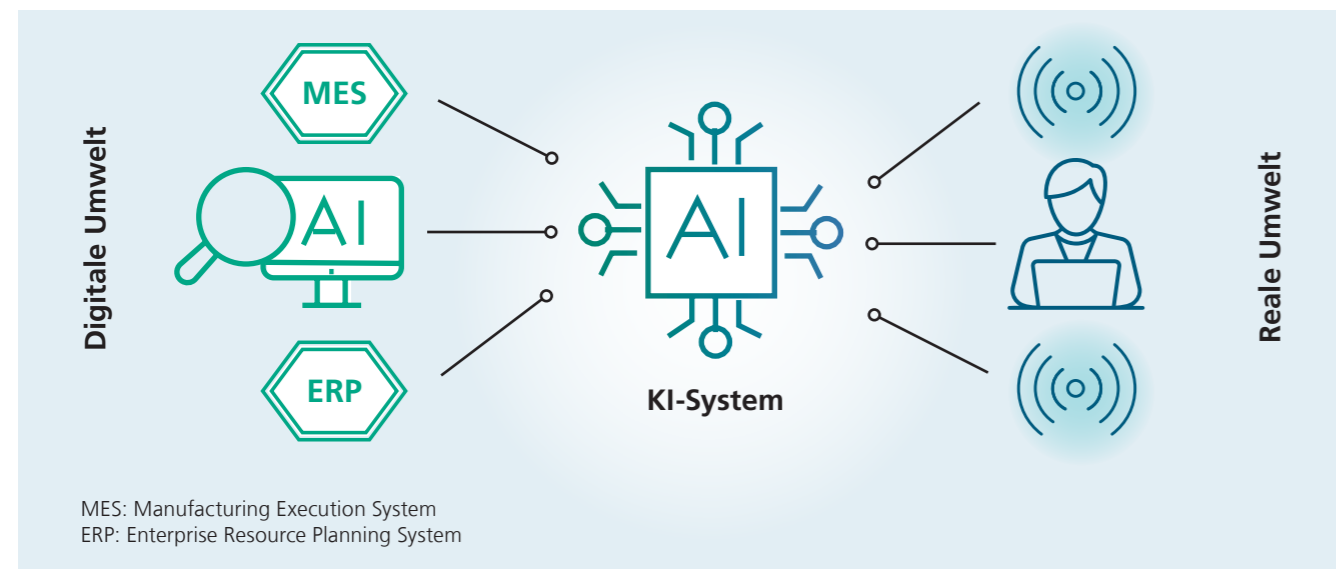 Digitale Umwelt
MES
AI
ERP
AI
KI-System
Reale Umwelt
MES: Manufacturing Execution System
ERP: Enterprise Resource Planning System